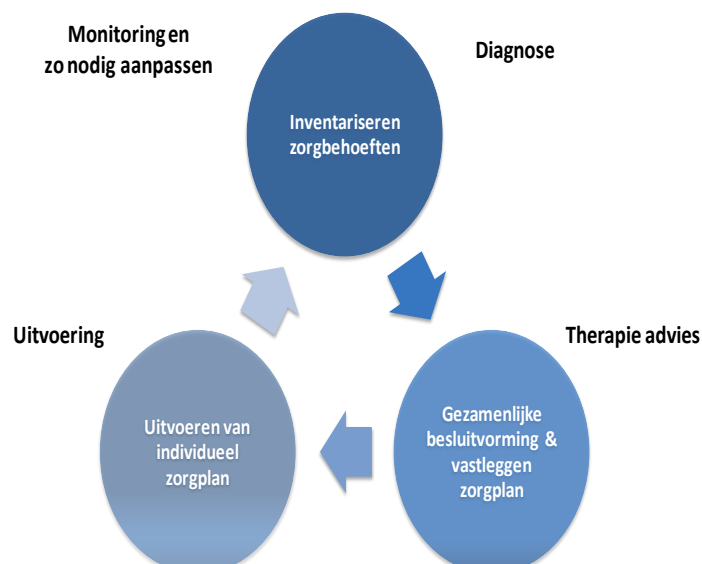 Monitoring en
zo nodig aanpassen
Diagnose
Inventariseren
zorgbehoeften
Uitvoering
Therapie advies
Uitvoeren van
individueel
zorgplan
Gezamenlijke
besluitvorming &
vastleggen
zorgplan